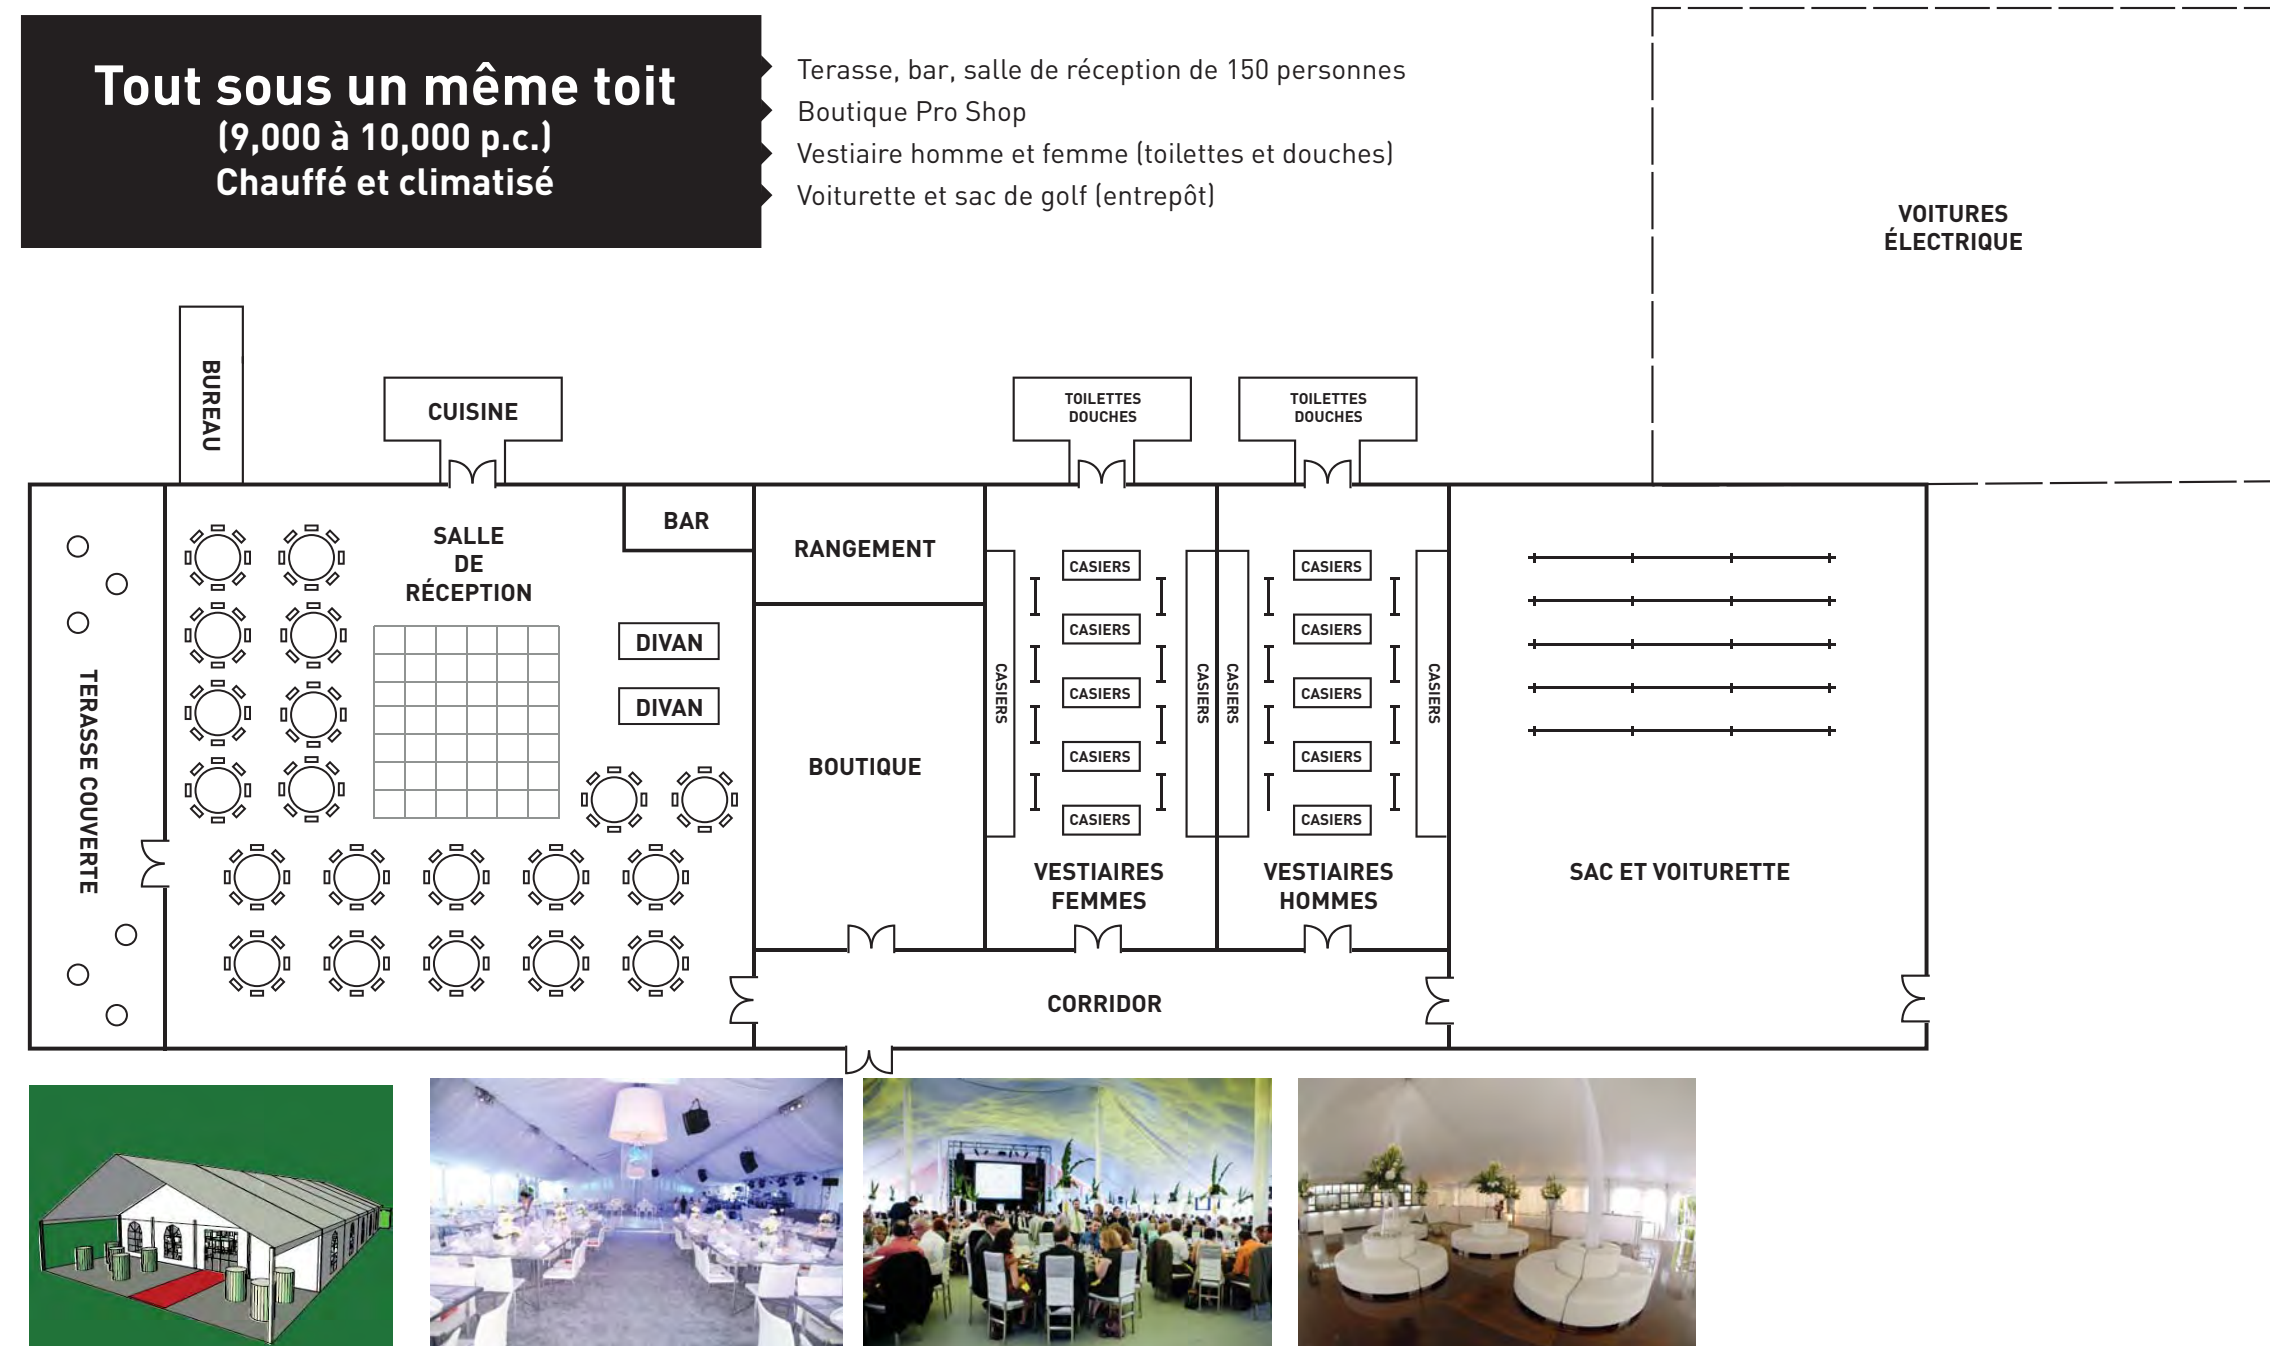 Tout sous un même toit
(9,000 à 10,000 p.c.)
Chauffé et climatisé
Terasse, bar, salle de réception de 150 personnes
Boutique Pro Shop
Vestiaire homme et femme (toilettes et douches)
Voiturette et sac de golf (entrepôt)
VOITURES
ÉLECTRIQUE
BUREAU
CUISINE
TOILETTES
DOUCHES
TOILETTES
DOUCHES
TERASSE COUVERTE
SALLE
DE
RÉCEPTION
BAR
DIVAN
DIVAN
RANGEMENT
BOUTIQUE
CASIERS
CASIERS
CASIERS
CASIERS
CASIERS
CASIERS
CASIERS
VESTIAIRES
FEMMES
CASIERS
CASIERS
CASIERS
CASIERS
CASIERS
CASIERS
CASIERS
VESTIAIRES
HOMMES
SAC ET VOITURETTE
CORRIDOR